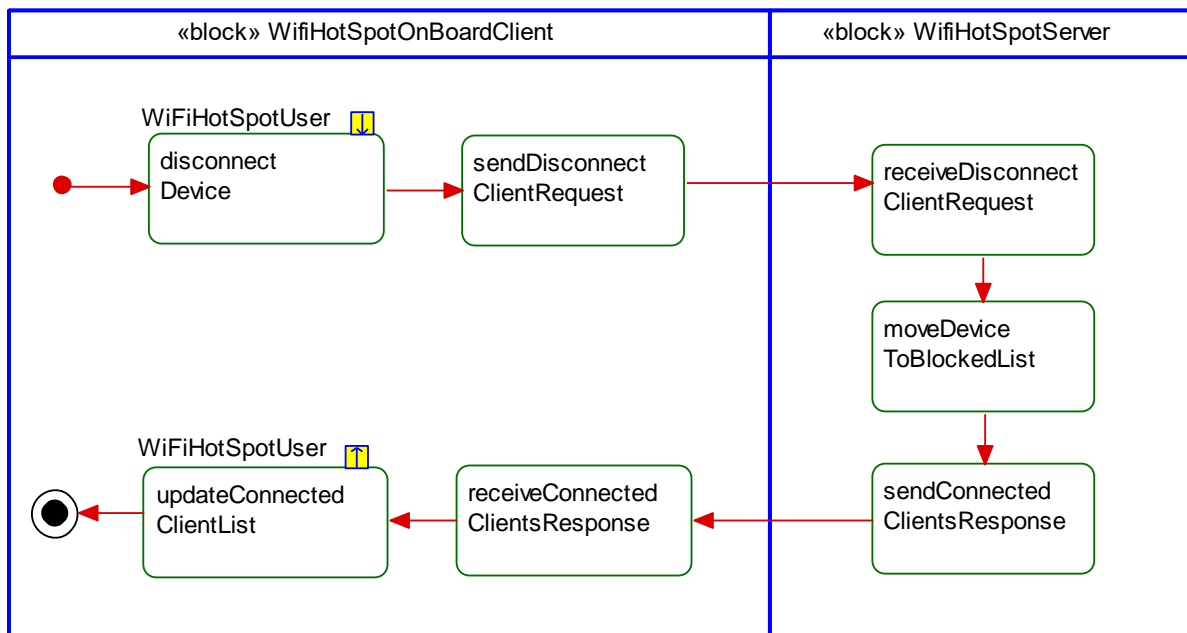 «block» WifiHotSpotOnBoardClient
«block» WifiHotSpotServer
WiFiHotSpotUser
disconnect
Device
sendDisconnect
ClientRequest
receiveDisconnect
ClientRequest
moveDevice
ToBlockedList
WiFiHotSpotUser
updateConnected
ClientList
receiveConnected
ClientsResponse
sendConnected
ClientsResponse